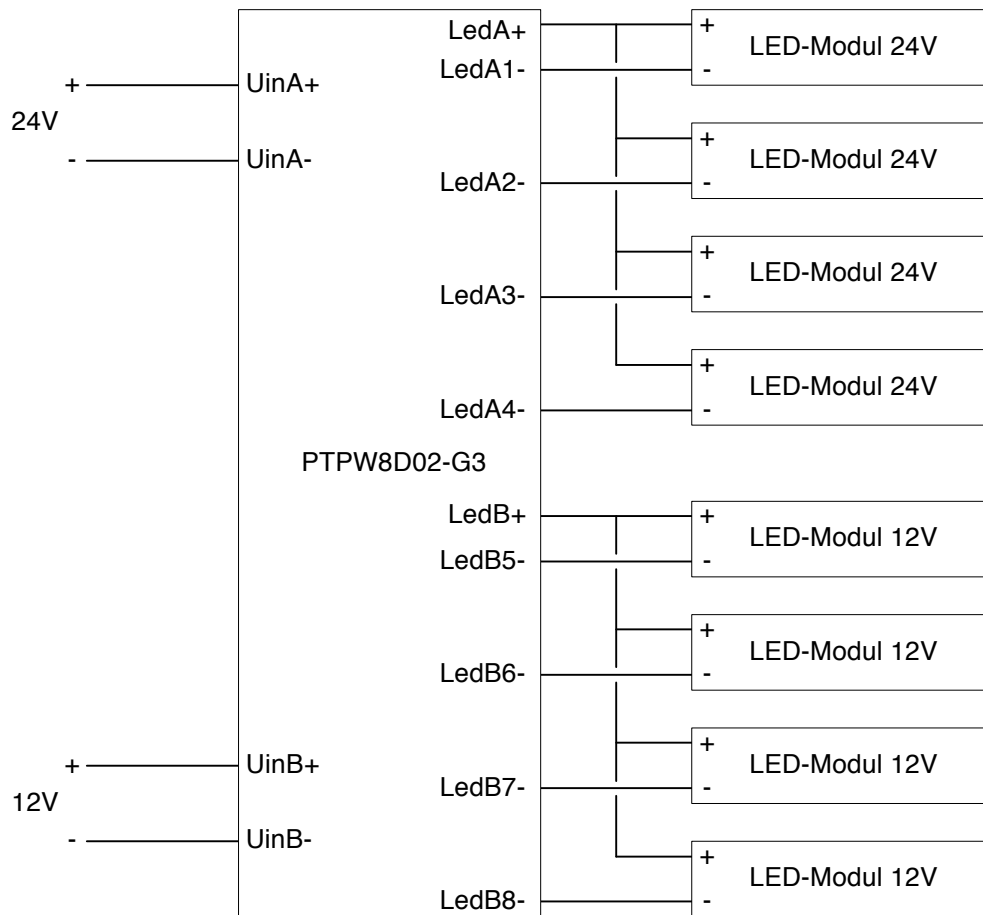 LedA+
+
LED-Modul 24V
LedA1-
-
+
UinA+
24V
-
UinA-
+
LED-Modul 24V
LedA2-
-
+
LED-Modul 24V
LedA3-
-
+
LED-Modul 24V
LedA4-
-
PTPW8D02-G3
LedB+
+
LED-Modul 12V
LedB5-
-
+
LED-Modul 12V
LedB6-
-
+
LED-Modul 12V
+
UinB+
LedB7-
-
12V
-
UinB-
+
LED-Modul 12V
LedB8-
-